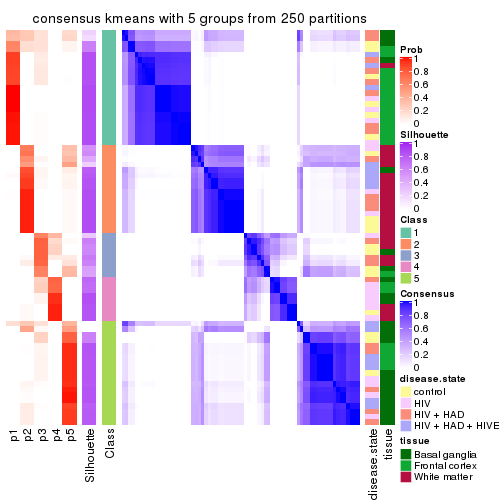 consensus kmeans with 5 groups from 250 partitions
Prob
1
0.8
0.6
0.4
0.2
0
Silhouette
1
0.8
0.6
0.4
0.2
0
Class
1
2
3
4
5
Consensus
1
0.8
0.6
0.4
0.2
0
disease.state
control
HIV
HIV + HAD
HIV + HAD + HIVE
tissue
Basal ganglia
Frontal cortex
White matter
p1
p2
p3
p4
p5
Silhouette
Class
disease.state
tissue